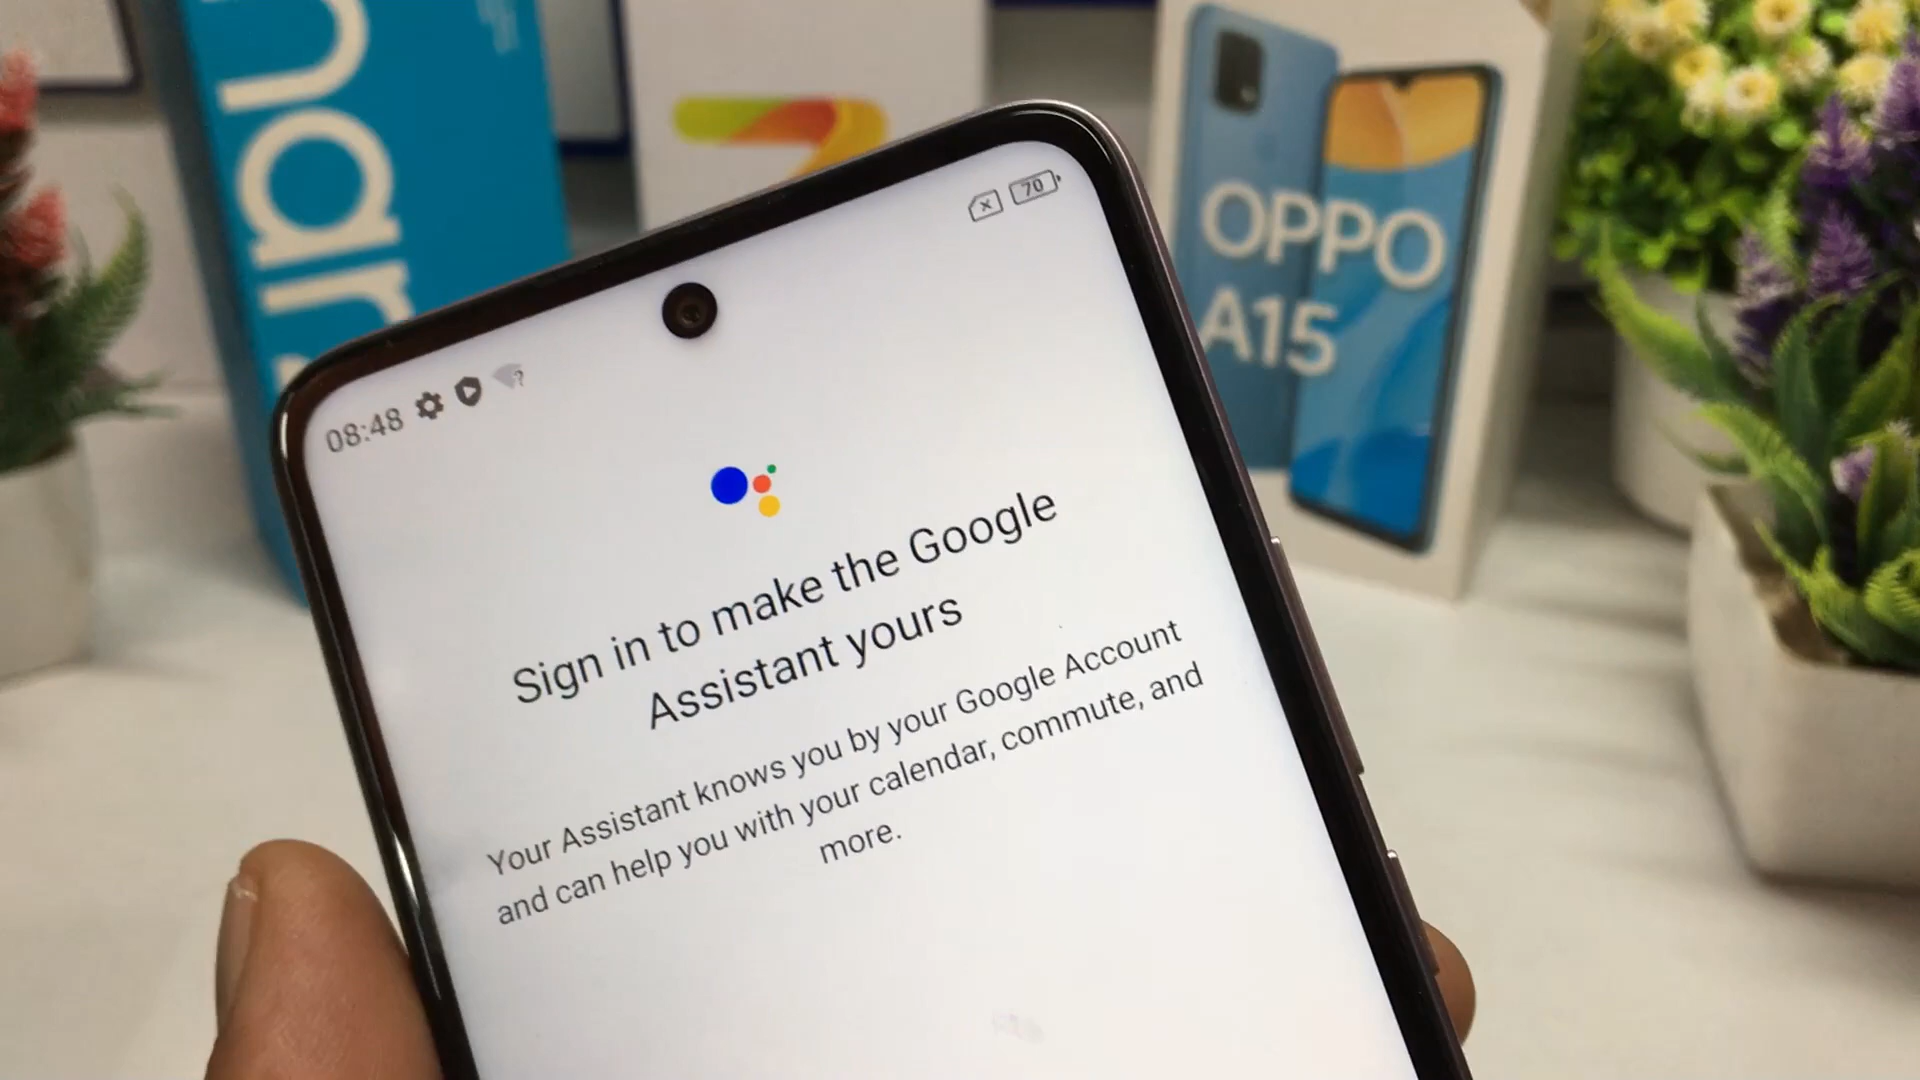 OPPO
A15
70
08:48
Sign in to make the Google
Assistant yours
Your Assistant knows you by your Google Account
and can help you with your calendar, commute, and
more.